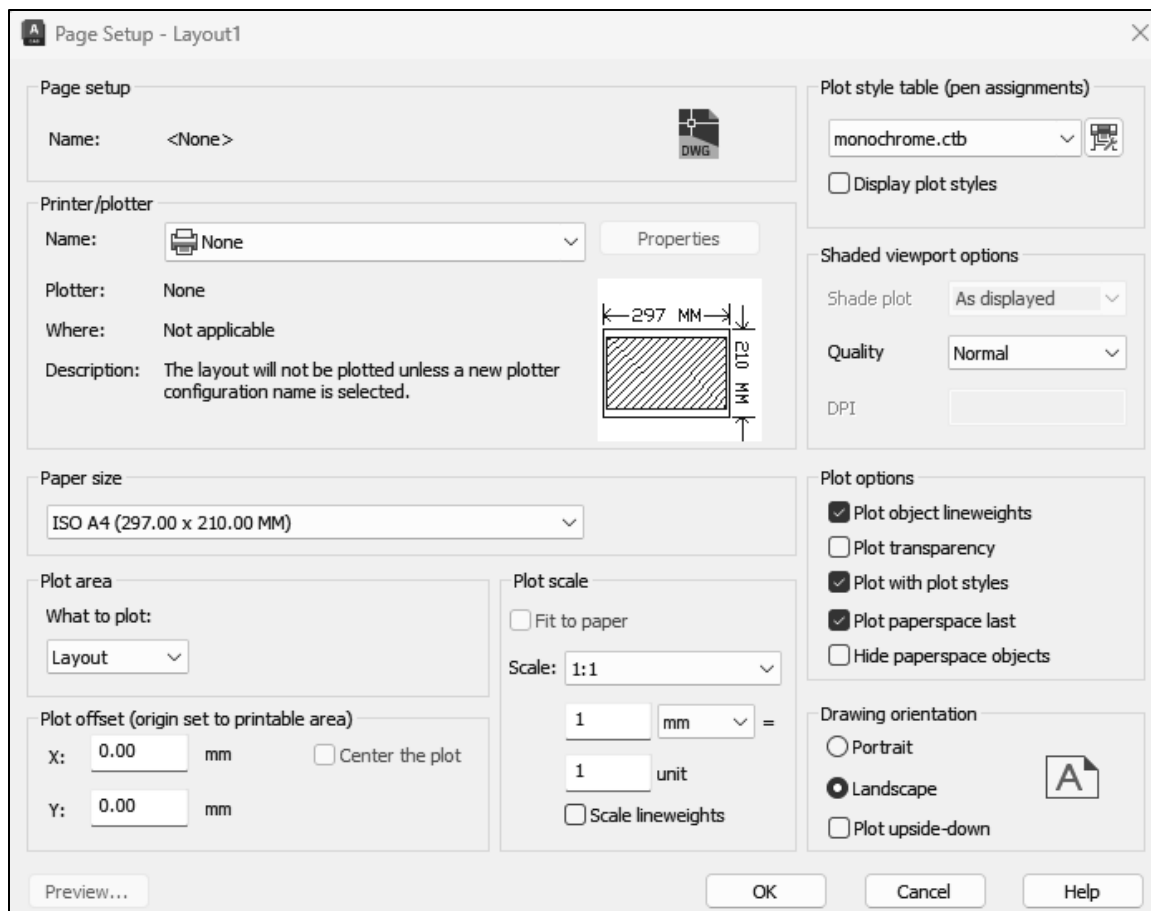 Page Setup - Layout1
Page setup
Name: <None>
DWG
Printer/plotter
Name: None
Properties
Plotter: None
Where: Not applicable
Description: The layout will not be plotted unless a new plotter
configuration name is selected.
297 MM
210 MM
Paper size
ISO A4 (297.00 x 210.00 MM)
Plot area
What to plot:
Layout
Plot offset (origin set to printable area)
X: 0.00 mm
Center the plot
Y: 0.00 mm
Plot scale
Fit to paper
Scale: 1:1
1 mm =
1 unit
Scale lineweights
Plot style table (pen assignments)
monochrome.ctb
Display plot styles
Shaded viewport options
Shade plot As displayed
Quality Normal
DPI
Plot options
Plot object lineweights
Plot transparency
Plot with plot styles
Plot paperspace last
Hide paperspace objects
Drawing orientation
Portrait
Landscape
A
Plot upside-down
Preview...
OK
Cancel
Help